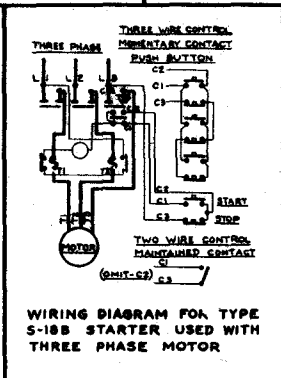 THREE WIRE CONTROL
MOMENTARY CONTACT
PUSH BUTTON
THREE PHASE
C2
C1
C3
L1
L2
L3
T1
T2
C2
C1
START
C3
STOP
MOTOR
TWO WIRE CONTROL
MAINTAINED CONTACT
C1
(OMIT-C2)
C3
WIRING DIAGRAM FOR TYPE
S-18B STARTER USED WITH
THREE PHASE MOTOR